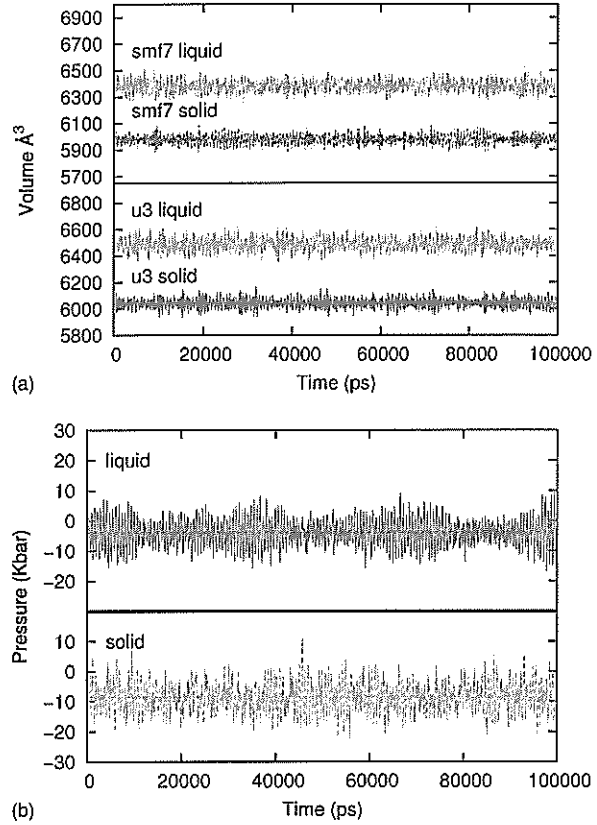 6900
6700
6500
6300
6100
5900
5700
smf7 liquid
smf7 solid
Volume Å3
6800
6600
6400
6200
6000
5800
u3 liquid
u3 solid
0 20000 40000 60000 80000 100000
Time (ps)
(a)
30
20
10
0
-10
-20
liquid
Pressure (Kbar)
10
0
-10
-20
-30
solid
0 20000 40000 60000 80000 100000
Time (ps)
(b)